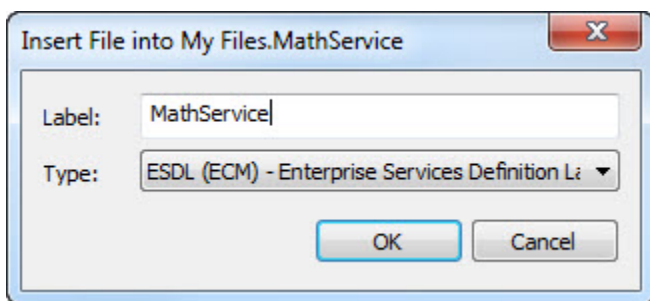 Insert File into My Files.MathService
Label: MathService
Type: ESDL (ECM) - Enterprise Services Definition La
OK Cancel